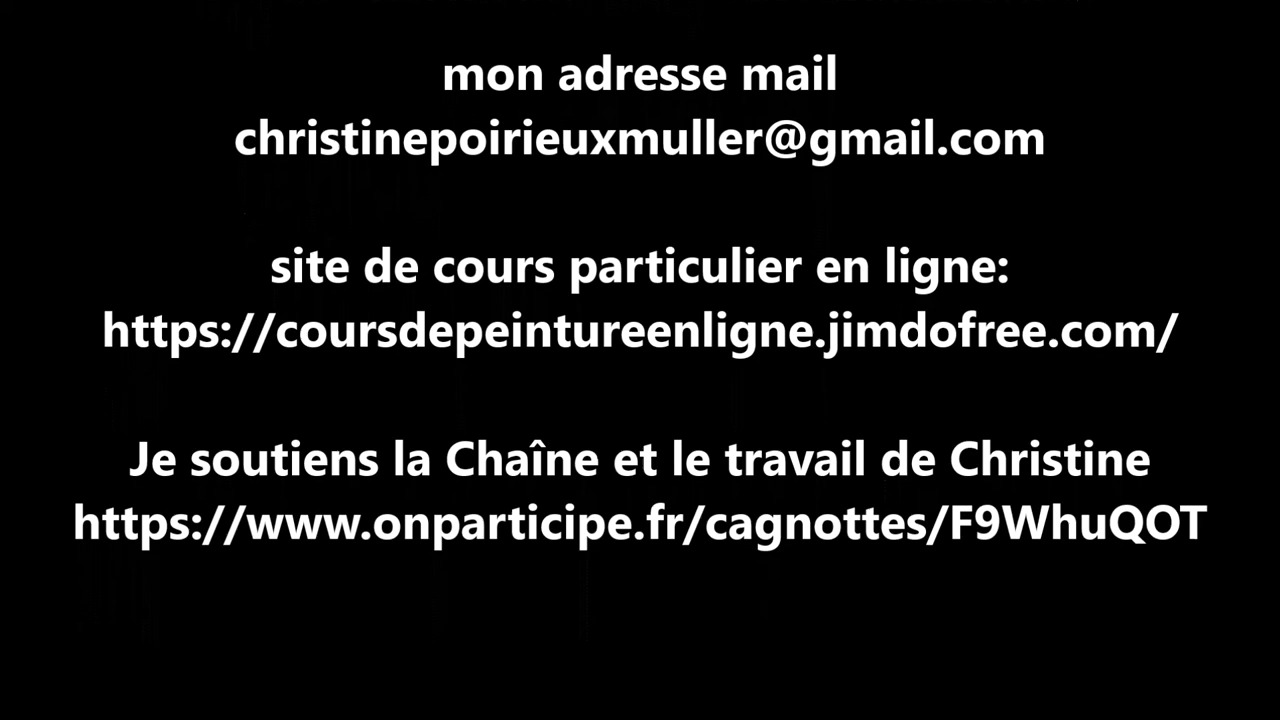 mon adresse mail
christinepoirieuxmuller@gmail.com
site de cours particulier en ligne:
https://coursdepeintureenligne.jimdofree.com/
Je soutiens la Chaîne et le travail de Christine
https://www.onparticipe.fr/cagnottes/F9WhuQOT